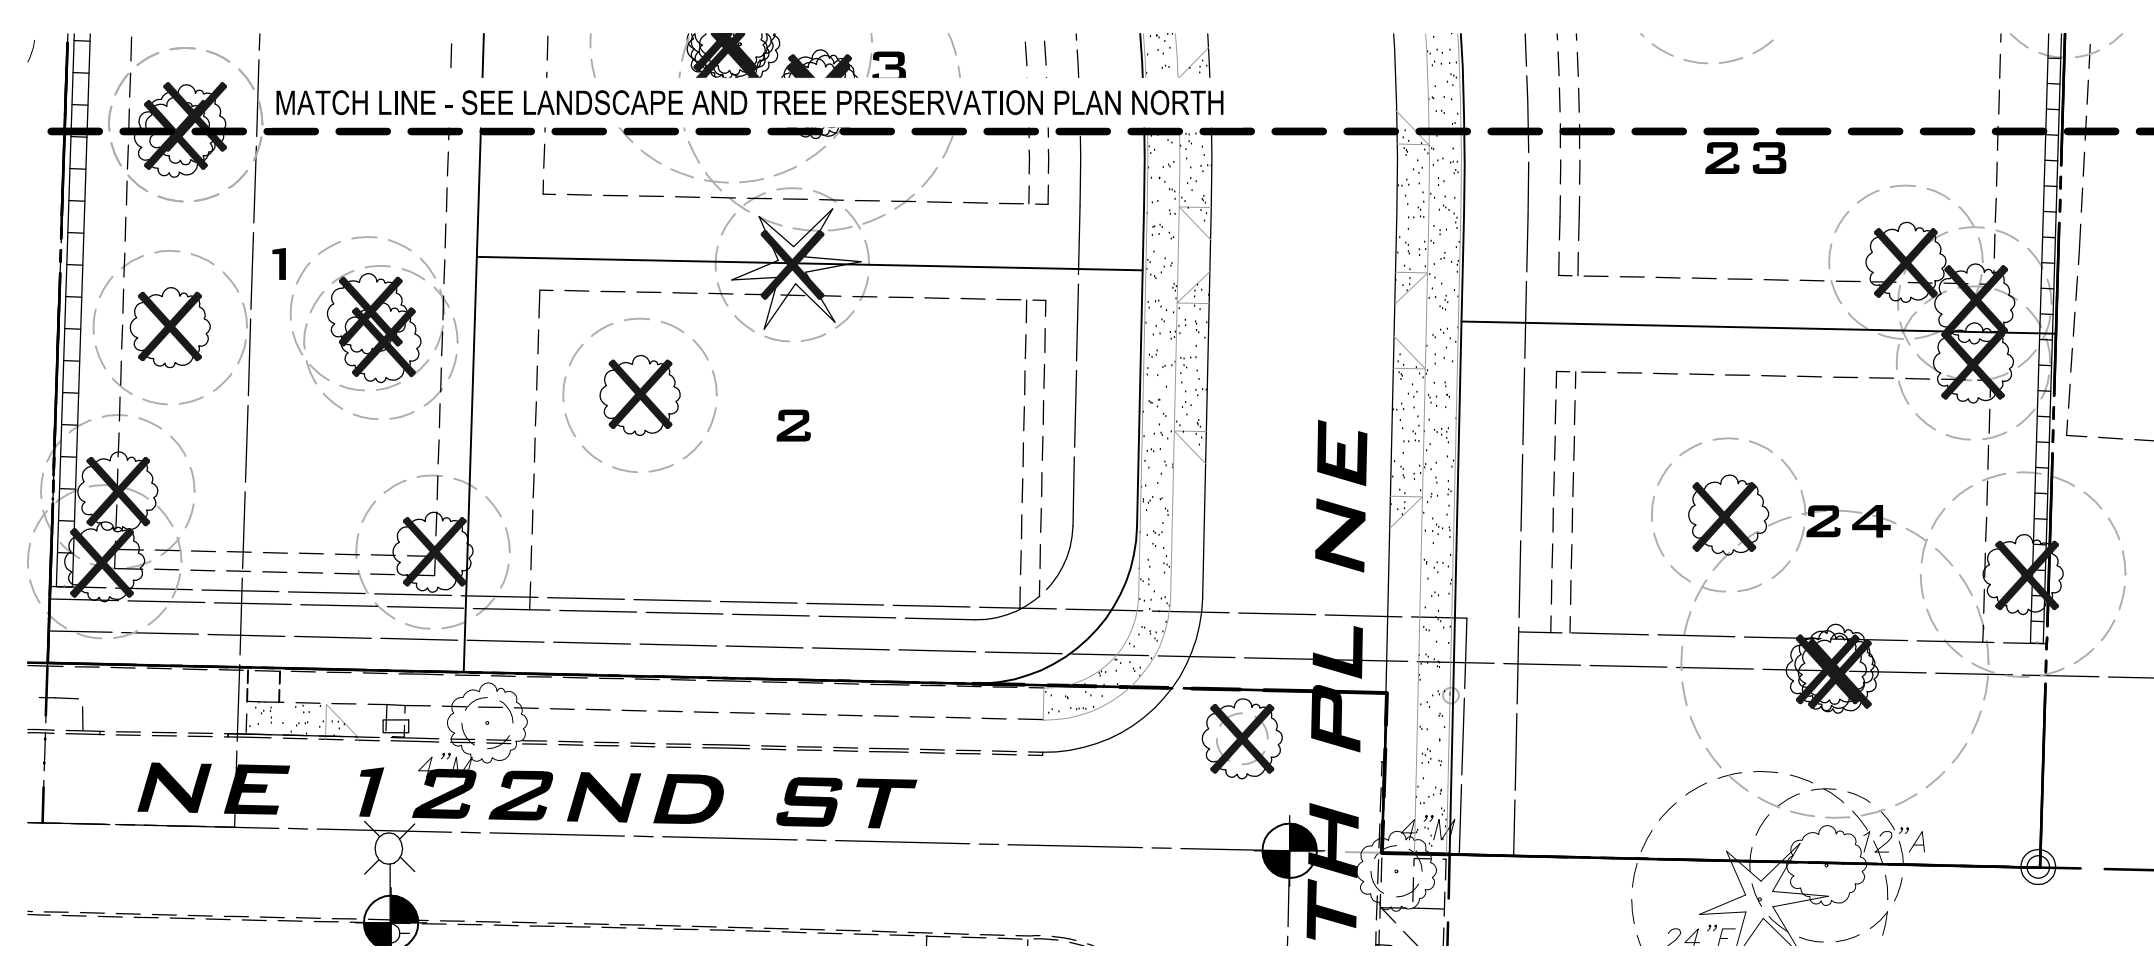 3
MATCH LINE - SEE LANDSCAPE AND TREE PRESERVATION PLAN NORTH
23
1
2
24
TH PL NE
4"M
NE 122ND ST
4"M
12"A
24"F